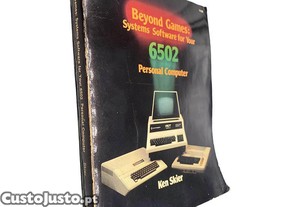 Beyond Games:
Systems Software for Your
6502
Personal Computer
Ken Skier
CustoJusto.pt